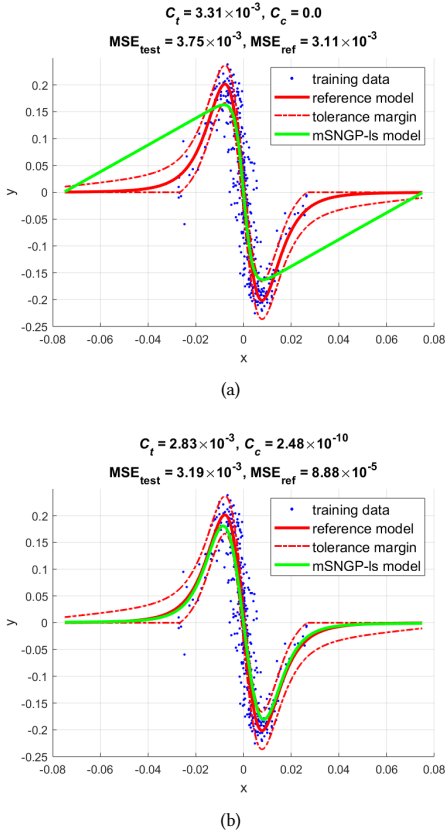 C_t = 3.31×10^-3, C_c = 0.0
MSE_test = 3.75×10^-3, MSE_ref = 3.11×10^-3
training data
reference model
tolerance margin
mSNGP-ls model
0.2
0.15
0.1
0.05
0
-0.05
-0.1
-0.15
-0.2
-0.25
y
-0.08 -0.06 -0.04 -0.02 0 0.02 0.04 0.06 0.08
x
(a)
C_t = 2.83×10^-3, C_c = 2.48×10^-10
MSE_test = 3.19×10^-3, MSE_ref = 8.88×10^-5
training data
reference model
tolerance margin
mSNGP-ls model
0.2
0.15
0.1
0.05
0
-0.05
-0.1
-0.15
-0.2
-0.25
y
-0.08 -0.06 -0.04 -0.02 0 0.02 0.04 0.06 0.08
x
(b)